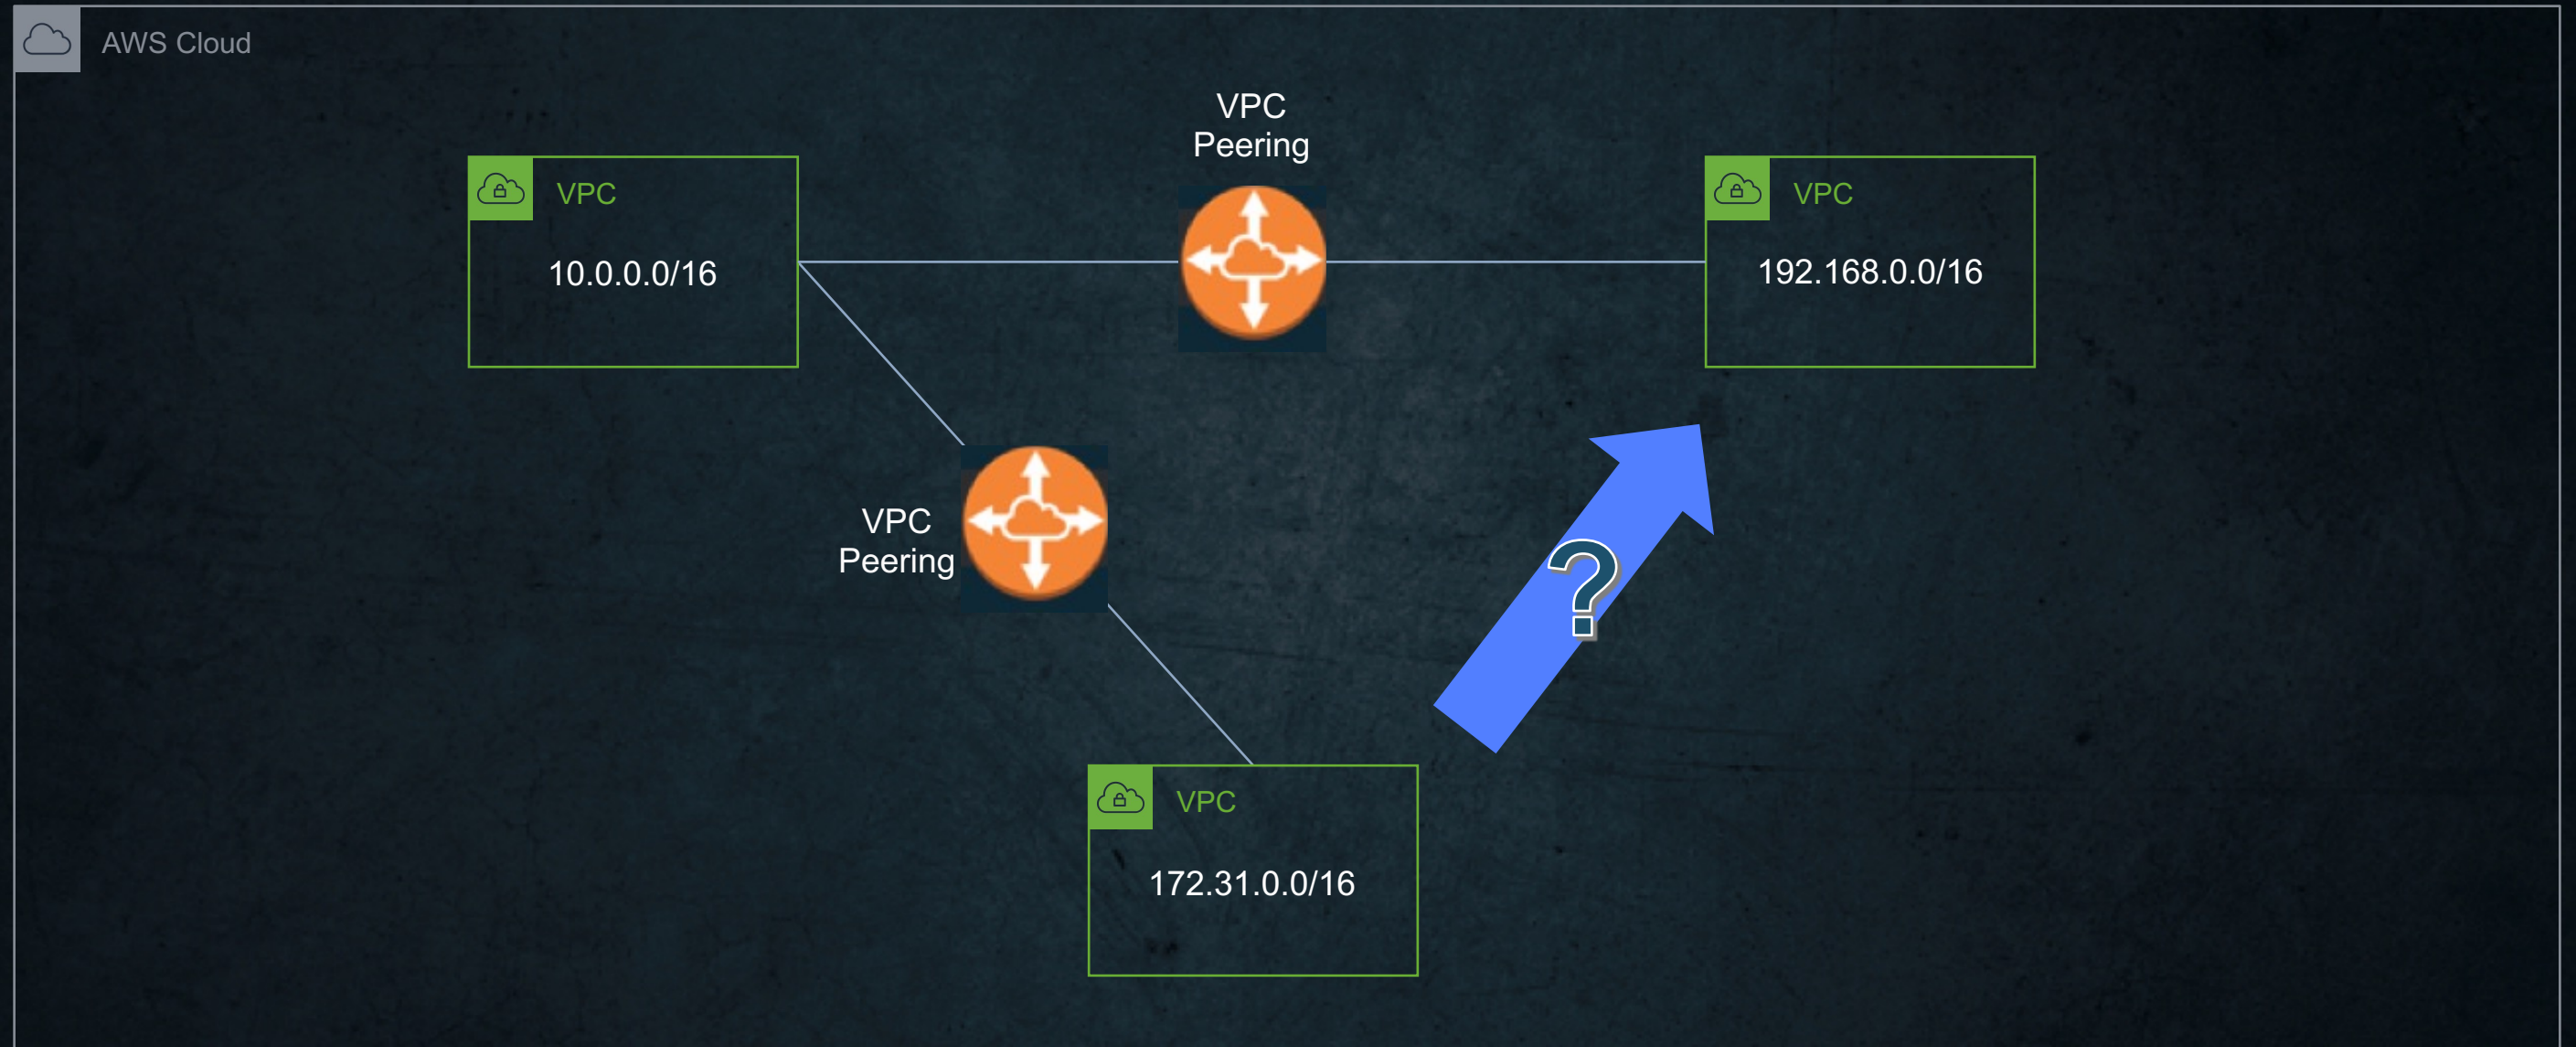 AWS Cloud
VPC
Peering
VPC
10.0.0.0/16
VPC
192.168.0.0/16
VPC
Peering
?
VPC
172.31.0.0/16